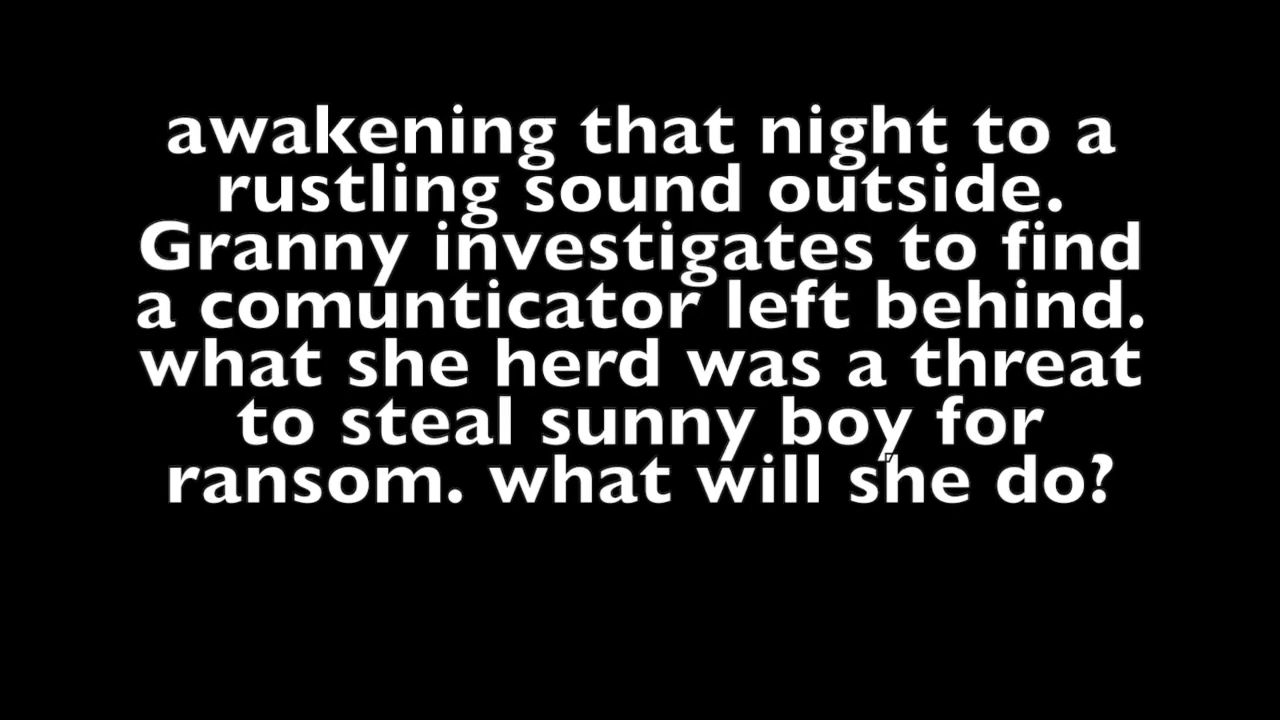 awakening that night to a
rustling sound outside.
Granny investigates to find
a comunticator left behind.
what she herd was a threat
to steal sunny boy for
ransom. what will she do?